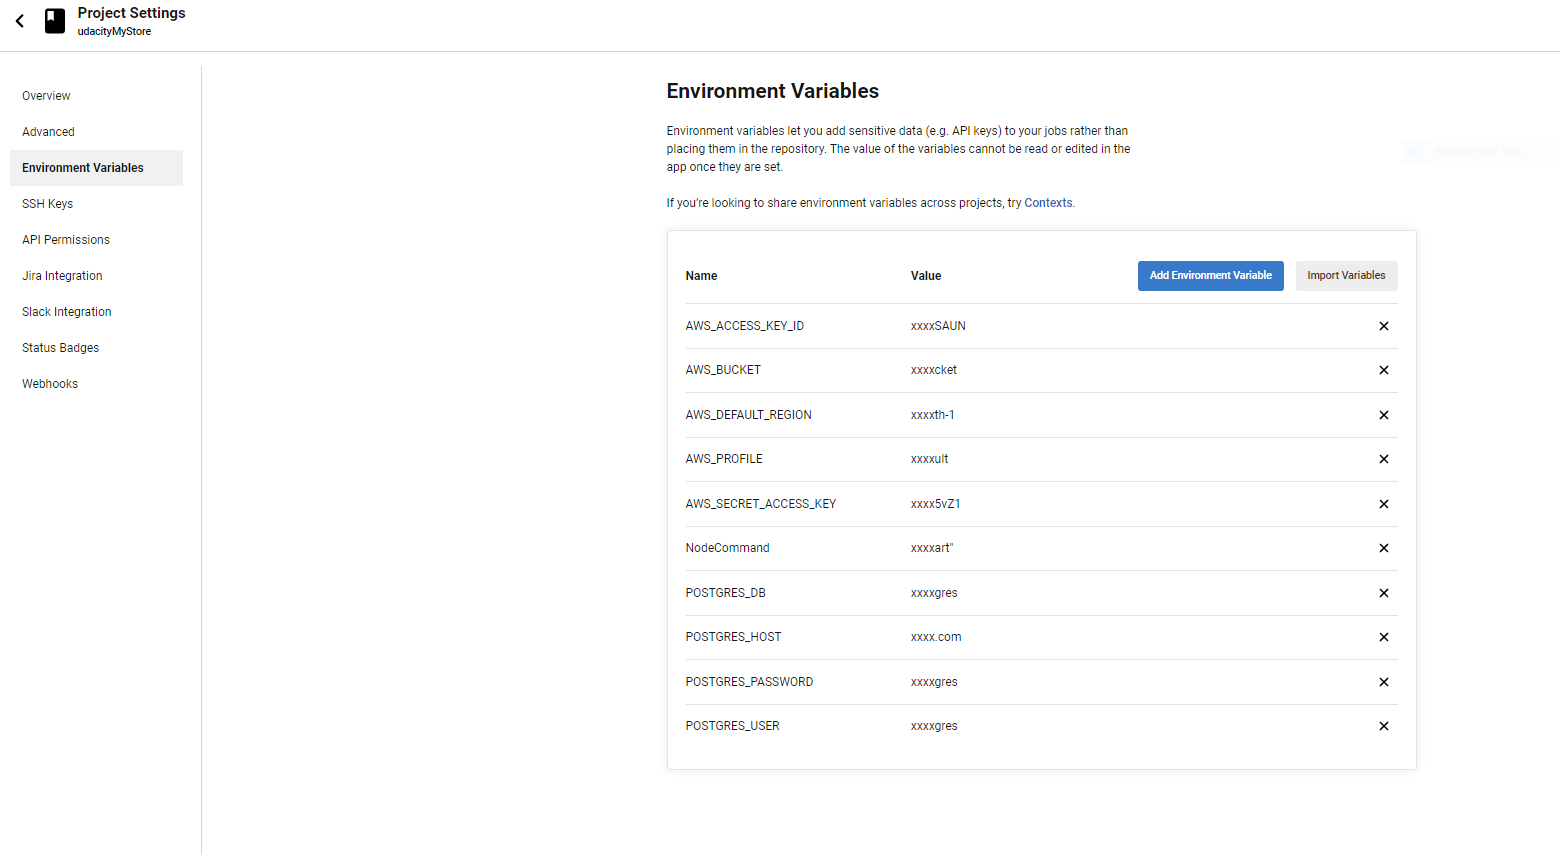 Project Settings
udacityMyStore
Overview
Advanced
Environment Variables
SSH Keys
API Permissions
Jira Integration
Slack Integration
Status Badges
Webhooks
Environment Variables
Environment variables let you add sensitive data (e.g. API keys) to your jobs rather than
placing them in the repository. The value of the variables cannot be read or edited in the
app once they are set.
If you're looking to share environment variables across projects, try Contexts.
Rectangular Snip
Name Value Add Environment Variable Import Variables
AWS_ACCESS_KEY_ID xxxxSAUN
AWS_BUCKET xxxxcket
AWS_DEFAULT_REGION xxxxth-1
AWS_PROFILE xxxxult
AWS_SECRET_ACCESS_KEY xxxx5vZ1
NodeCommand xxxxart"
POSTGRES_DB xxxxgres
POSTGRES_HOST xxxx.com
POSTGRES_PASSWORD xxxxgres
POSTGRES_USER xxxxgres